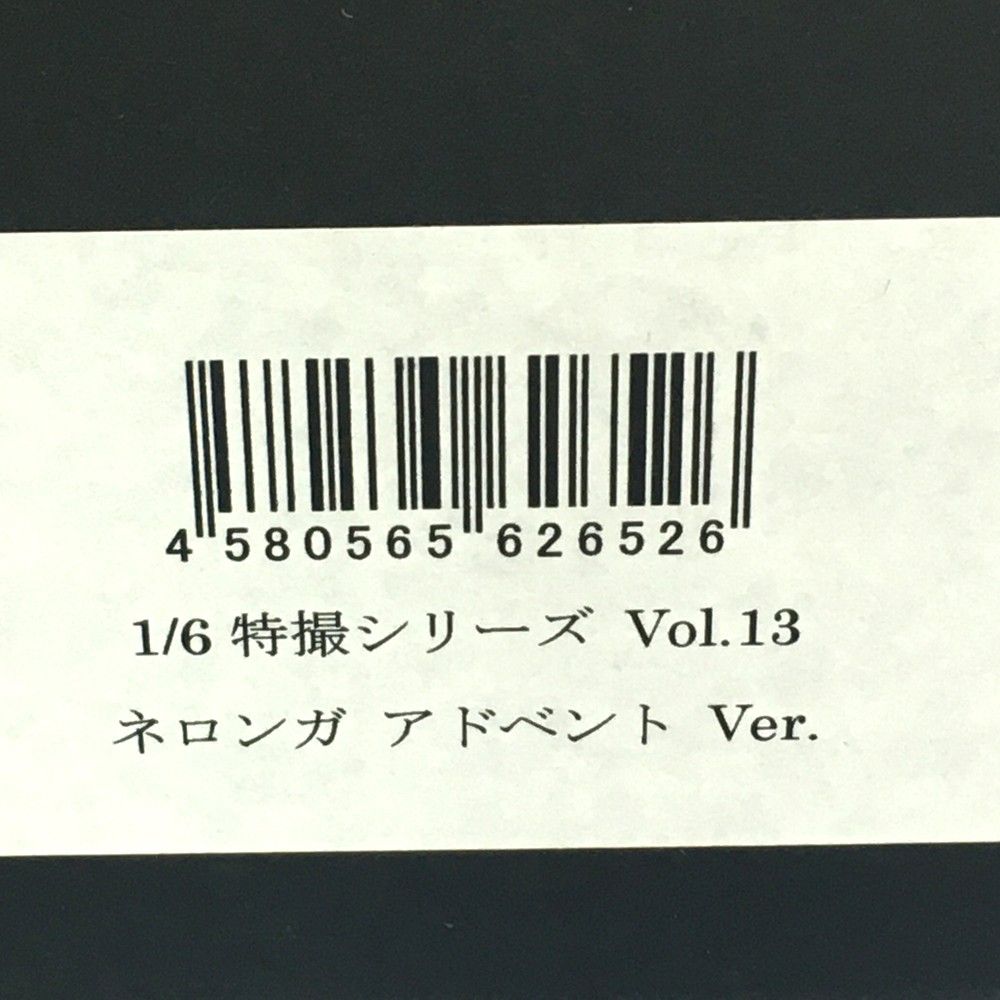 4 580565 626526
1/6 特撮シリーズ Vol.13
ネロンガ アドベント Ver.